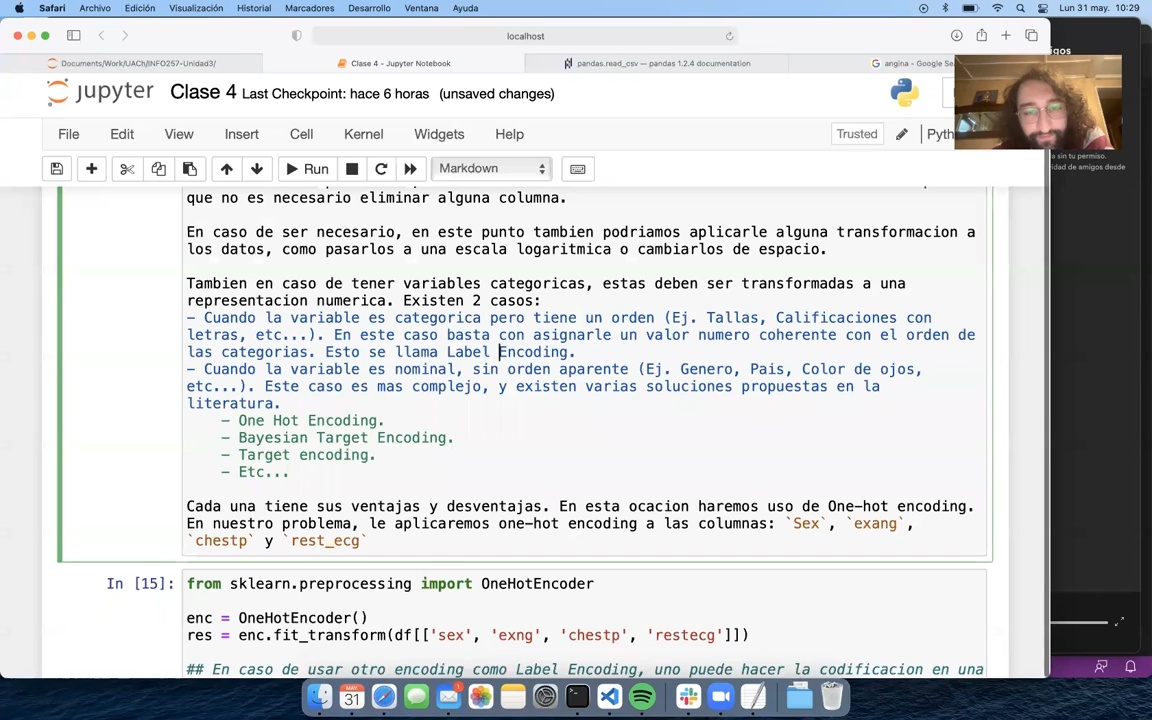 Safari Archivo Edición Visualización Historial Marcadores Desarrollo Ventana Ayuda
Lun 31 may. 10:29
localhost
Documents/Work/UACh/INFO257-Unidad3/
Clase 4 - Jupyter Notebook
pandas.read_csv — pandas 1.2.4 documentation
angina - Google Se
jupyter Clase 4 Last Checkpoint: hace 6 horas (unsaved changes)
File Edit View Insert Cell Kernel Widgets Help
Trusted
Run
Markdown
que no es necesario eliminar alguna columna.
En caso de ser necesario, en este punto tambien podriamos aplicarle alguna transformacion a
los datos, como pasarlos a una escala logaritmica o cambiarlos de espacio.
Tambien en caso de tener variables categoricas, estas deben ser transformadas a una
representacion numerica. Existen 2 casos:
- Cuando la variable es categorica pero tiene un orden (Ej. Tallas, Calificaciones con
letras, etc...). En este caso basta con asignarle un valor numero coherente con el orden de
las categorias. Esto se llama Label Encoding.
- Cuando la variable es nominal, sin orden aparente (Ej. Genero, Pais, Color de ojos,
etc...). Este caso es mas complejo, y existen varias soluciones propuestas en la
literatura.
- One Hot Encoding.
- Bayesian Target Encoding.
- Target encoding.
- Etc...
Cada una tiene sus ventajas y desventajas. En esta ocacion haremos uso de One-hot encoding.
En nuestro problema, le aplicaremos one-hot encoding a las columnas: `Sex`, `exang`,
`chestp` y `rest_ecg`
In [15]:
from sklearn.preprocessing import OneHotEncoder
enc = OneHotEncoder()
res = enc.fit_transform(df[['sex', 'exng', 'chestp', 'restecg']])
## En caso de usar otro encoding como Label Encoding, uno puede hacer la codificacion en una